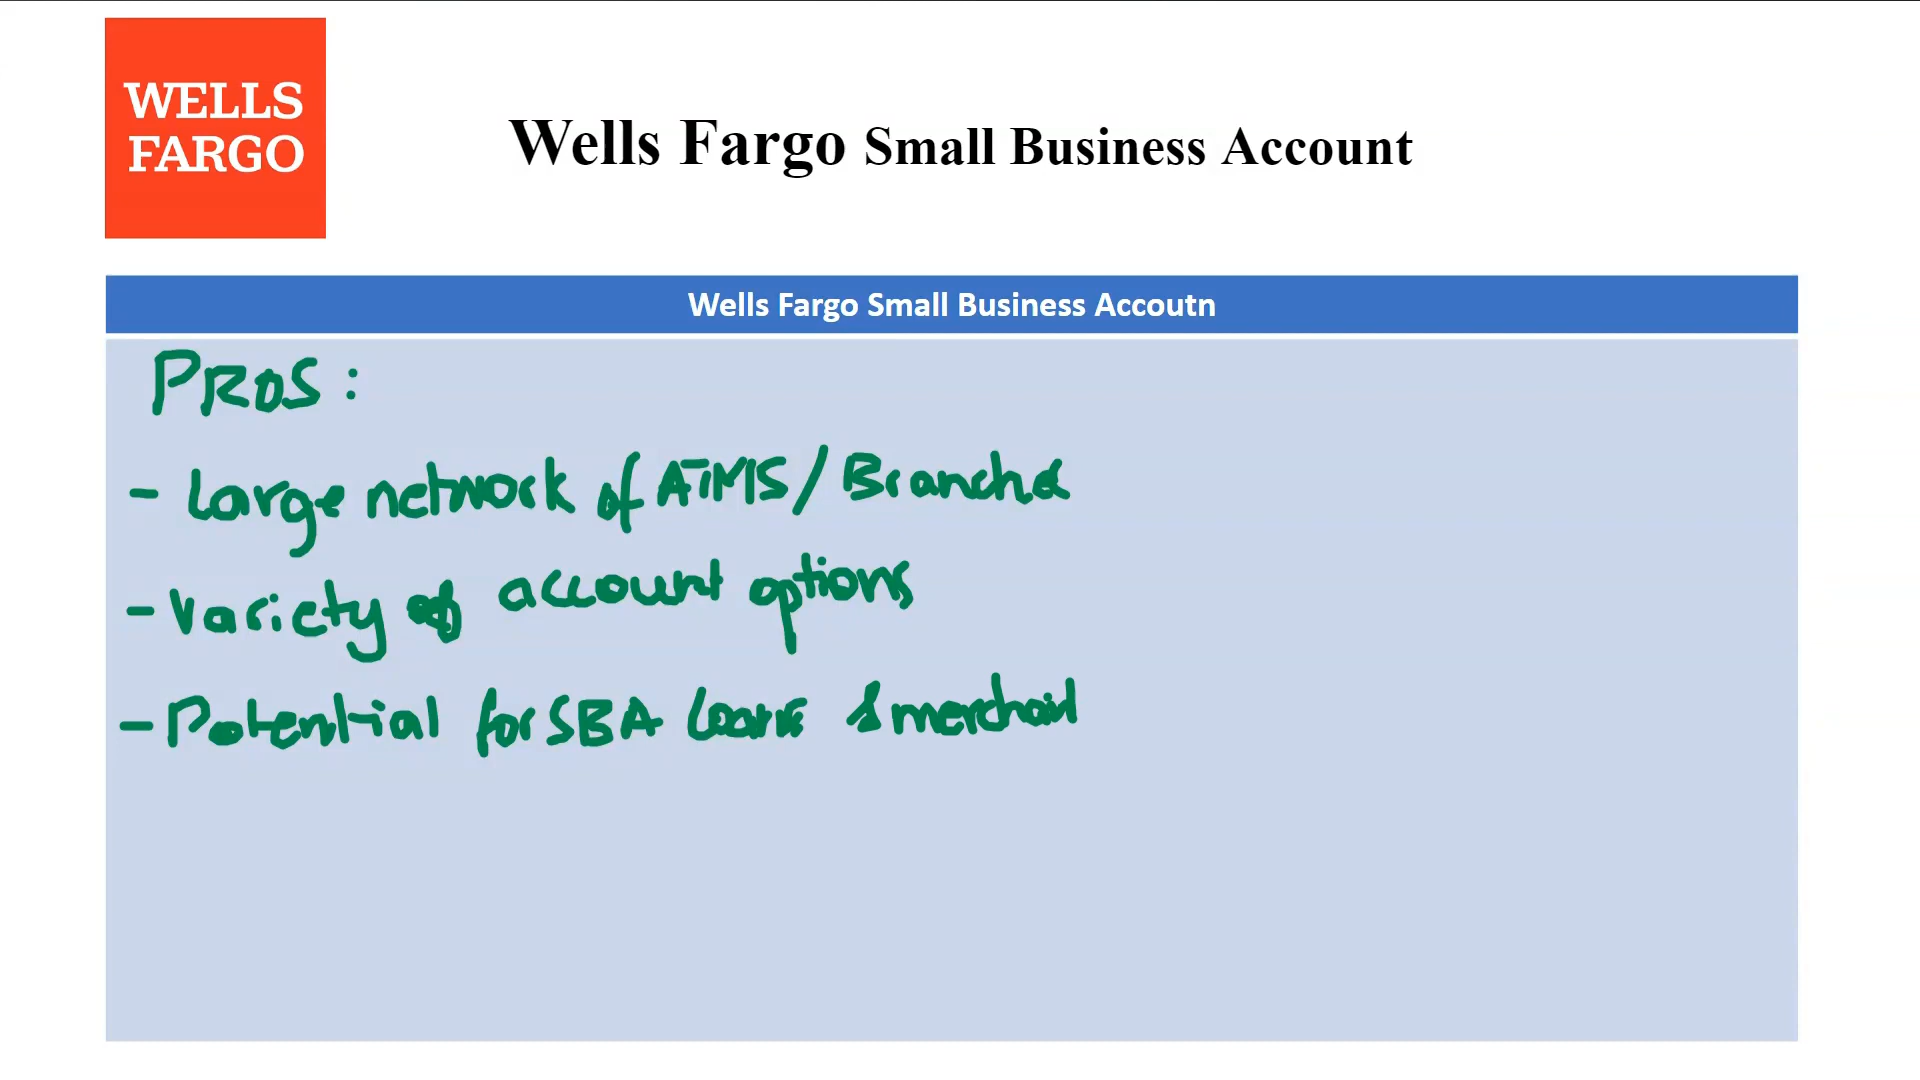 WELLS
FARGO
Wells Fargo Small Business Account
Wells Fargo Small Business Accoutn
PROS:
- Large network of ATMS/Branches
- Variety of account options
- Potential for SBA loans & merchant